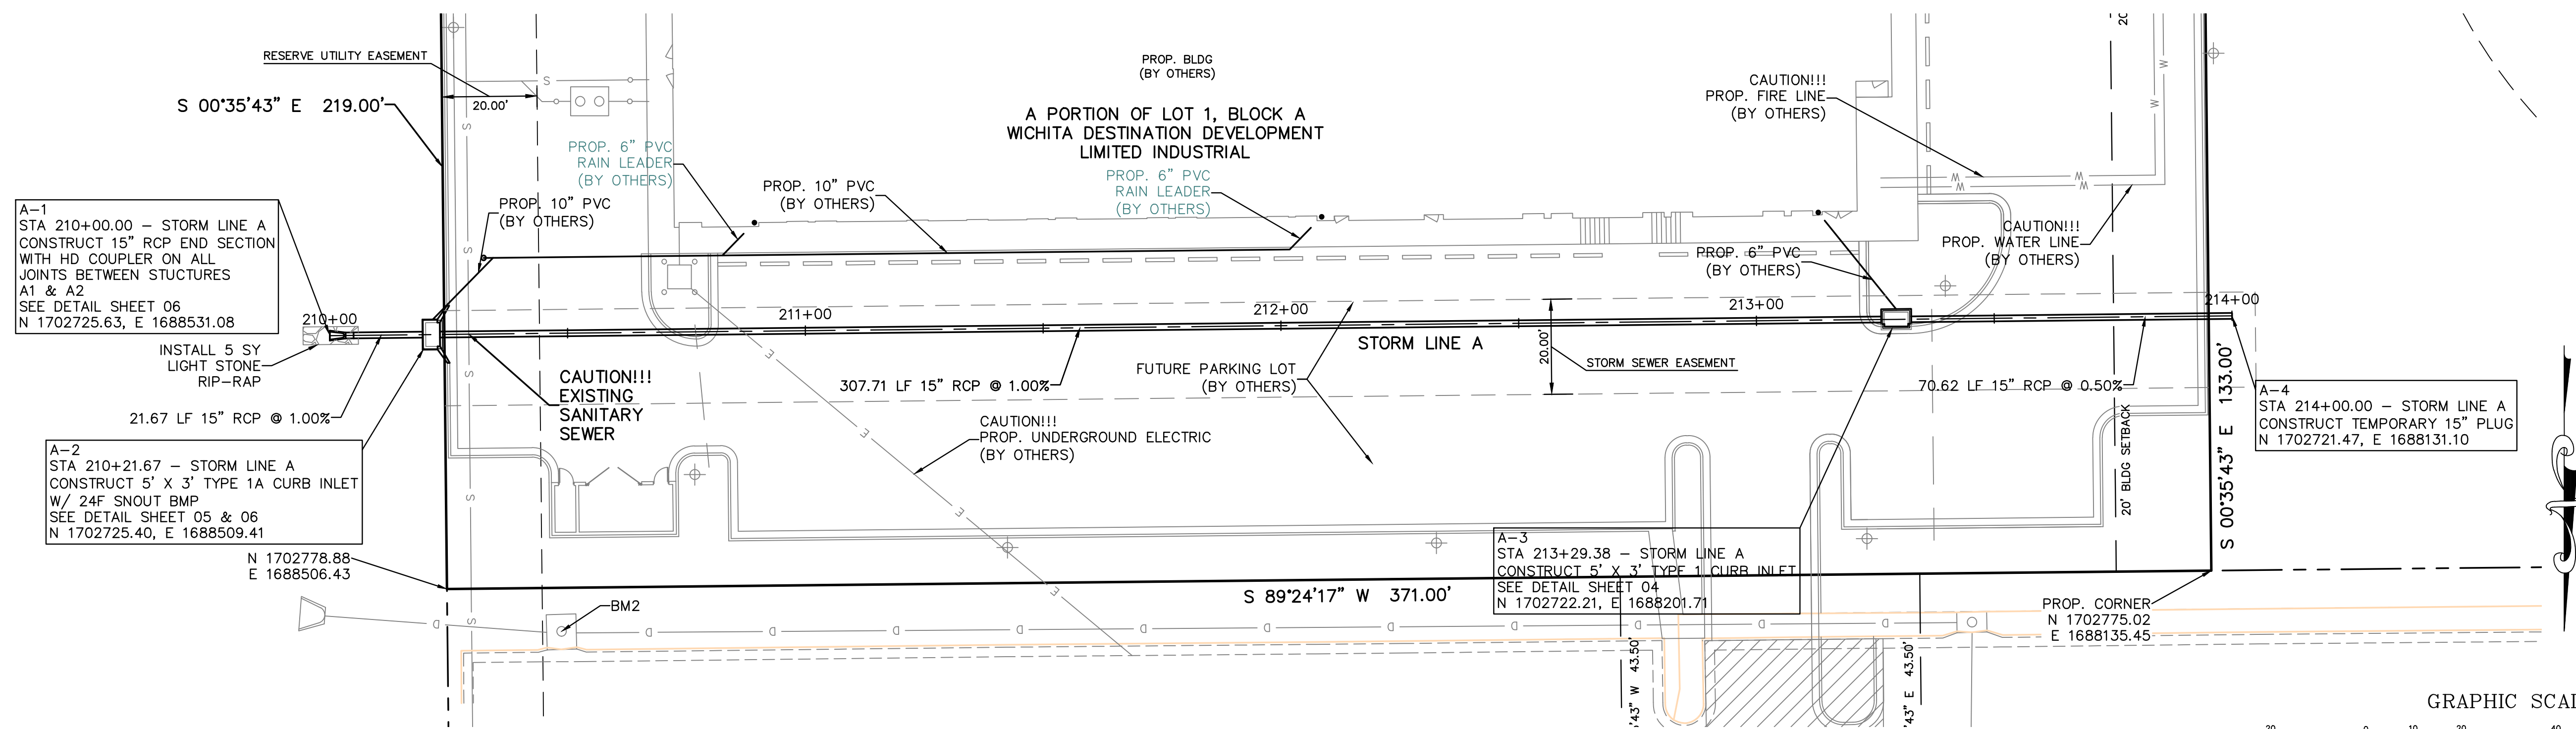 RESERVE UTILITY EASEMENT
S 00°35'43" E 219.00'
20.00'
S
PROP. BLDG
(BY OTHERS)
A PORTION OF LOT 1, BLOCK A
WICHITA DESTINATION DEVELOPMENT
LIMITED INDUSTRIAL
CAUTION!!!
PROP. FIRE LINE
(BY OTHERS)
PROP. 6" PVC
RAIN LEADER
(BY OTHERS)
PROP. 10" PVC
(BY OTHERS)
PROP. 10" PVC
(BY OTHERS)
PROP. 6" PVC
RAIN LEADER
(BY OTHERS)
PROP. 6" PVC
(BY OTHERS)
CAUTION!!!
PROP. WATER LINE
(BY OTHERS)
A-1
STA 210+00.00 - STORM LINE A
CONSTRUCT 15" RCP END SECTION
WITH HD COUPLER ON ALL
JOINTS BETWEEN STUCTURES
A1 & A2
SEE DETAIL SHEET 06
N 1702725.63, E 1688531.08
210+00
211+00
212+00
213+00
214+00
INSTALL 5 SY
LIGHT STONE
RIP-RAP
21.67 LF 15" RCP @ 1.00%
CAUTION!!!
EXISTING
SANITARY
SEWER
307.71 LF 15" RCP @ 1.00%
STORM LINE A
FUTURE PARKING LOT
(BY OTHERS)
20.00'
STORM SEWER EASEMENT
70.62 LF 15" RCP @ 0.50%
20' BLDG SETBACK
S 00°35'43" E 133.00'
A-4
STA 214+00.00 - STORM LINE A
CONSTRUCT TEMPORARY 15" PLUG
N 1702721.47, E 1688131.10
A-2
STA 210+21.67 - STORM LINE A
CONSTRUCT 5' X 3' TYPE 1A CURB INLET
W/ 24F SNOUT BMP
SEE DETAIL SHEET 05 & 06
N 1702725.40, E 1688509.41
CAUTION!!!
PROP. UNDERGROUND ELECTRIC
(BY OTHERS)
A-3
STA 213+29.38 - STORM LINE A
CONSTRUCT 5' X 3' TYPE 1 CURB INLET
SEE DETAIL SHEET 04
N 1702722.21, E 1688201.71
N 1702778.88
E 1688506.43
BM2
S 89°24'17" W 371.00'
PROP. CORNER
N 1702775.02
E 1688135.45
'43" W 43.50'
'43" E 43.50'
GRAPHIC SCAL